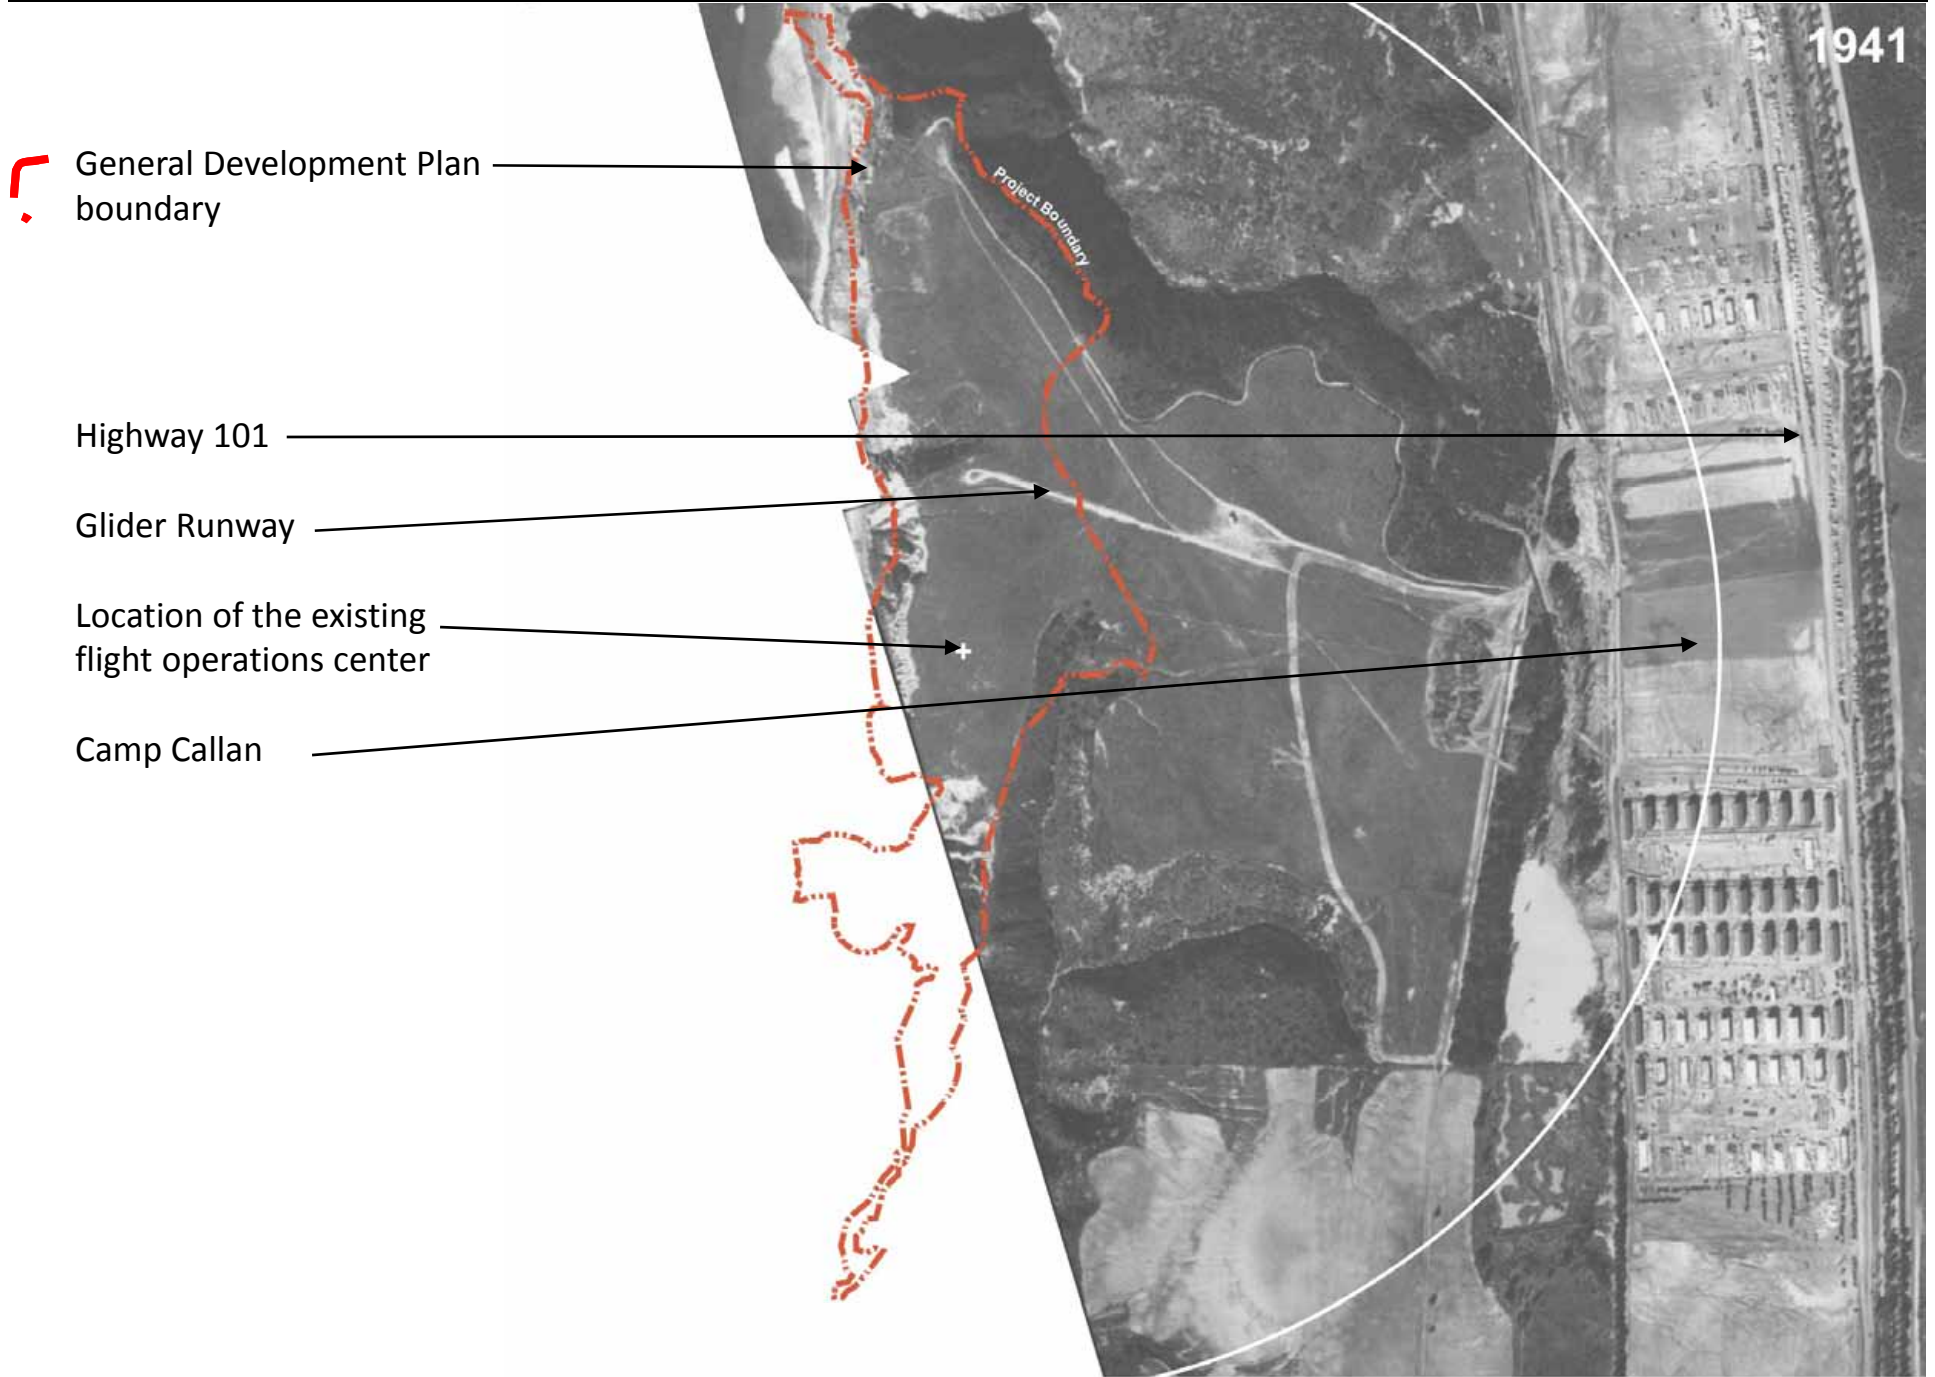 1941
General Development Plan
boundary
Project Boundary
Highway 101
Glider Runway
Location of the existing
flight operations center
Camp Callan